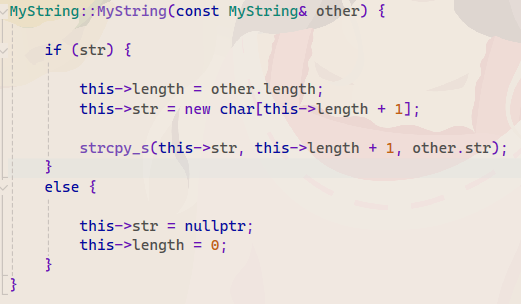 MyString::MyString(const MyString& other) {
if (str) {
this->length = other.length;
this->str = new char[this->length + 1];
strcpy_s(this->str, this->length + 1, other.str);
}
else {
this->str = nullptr;
this->length = 0;
}
}